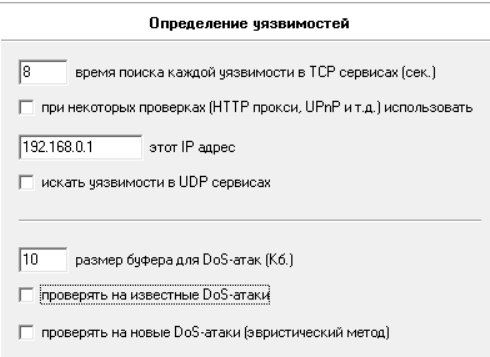 Определение уязвимостей
8 время поиска каждой уязвимости в TCP сервисах (сек.)
при некоторых проверках (HTTP прокси, UPnP и т.д.) использовать
192.168.0.1 этот IP адрес
искать уязвимости в UDP сервисах
10 размер буфера для DoS-атак (Кб.)
проверять на известные DoS-атаки
проверять на новые DoS-атаки (эвристический метод)